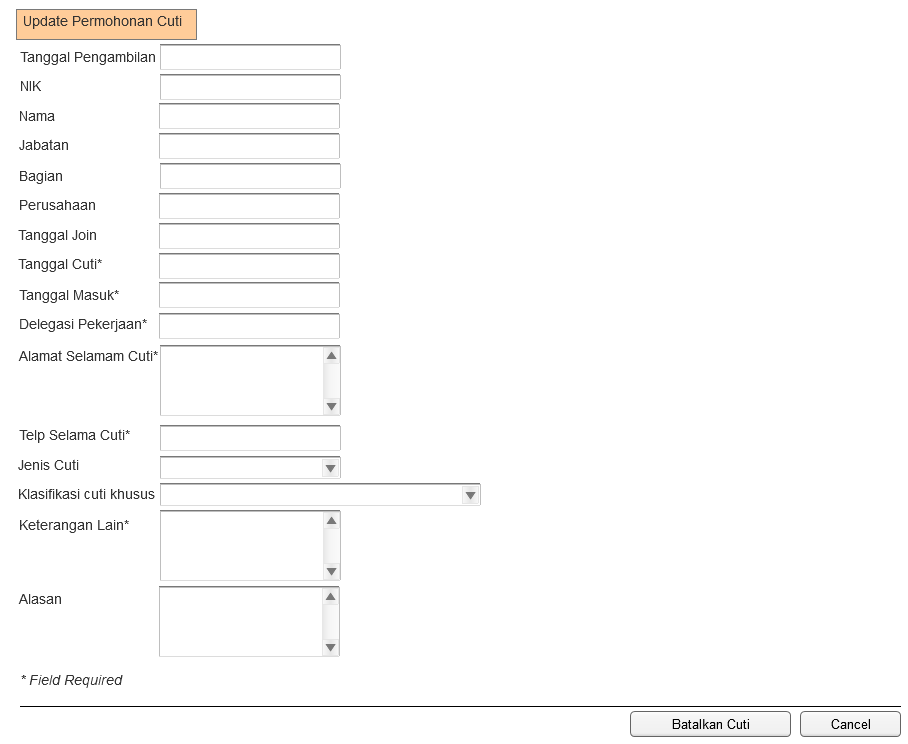 Update Permohonan Cuti
Tanggal Pengambilan
NIK
Nama
Jabatan
Bagian
Perusahaan
Tanggal Join
Tanggal Cuti*
Tanggal Masuk*
Delegasi Pekerjaan*
Alamat Selamam Cuti*
Telp Selama Cuti*
Jenis Cuti
Klasifikasi cuti khusus
Keterangan Lain*
Alasan
* Field Required
Batalkan Cuti Cancel